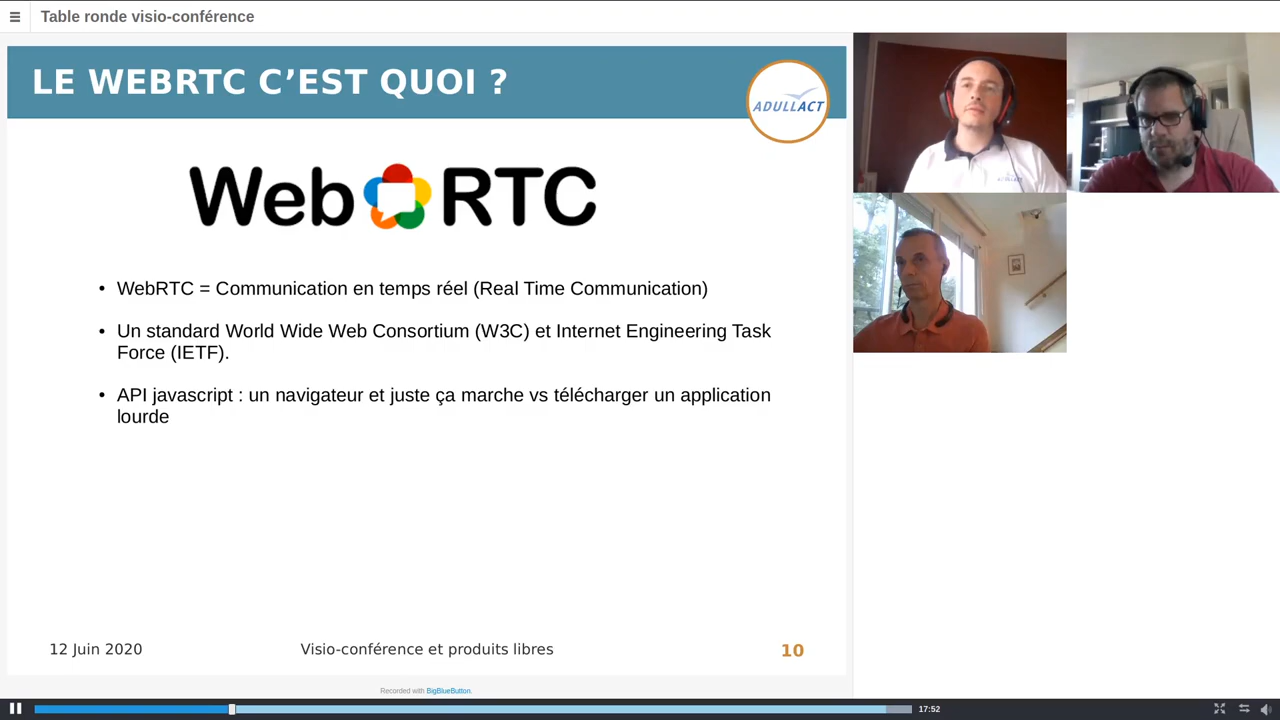 Table ronde visio-conférence
LE WEBRTC C’EST QUOI ?
ADULLACT
Web RTC
• WebRTC = Communication en temps réel (Real Time Communication)
• Un standard World Wide Web Consortium (W3C) et Internet Engineering Task
Force (IETF).
• API javascript : un navigateur et juste ça marche vs télécharger un application
lourde
12 Juin 2020
Visio-conférence et produits libres
10
Recorded with BigBlueButton.
17:52